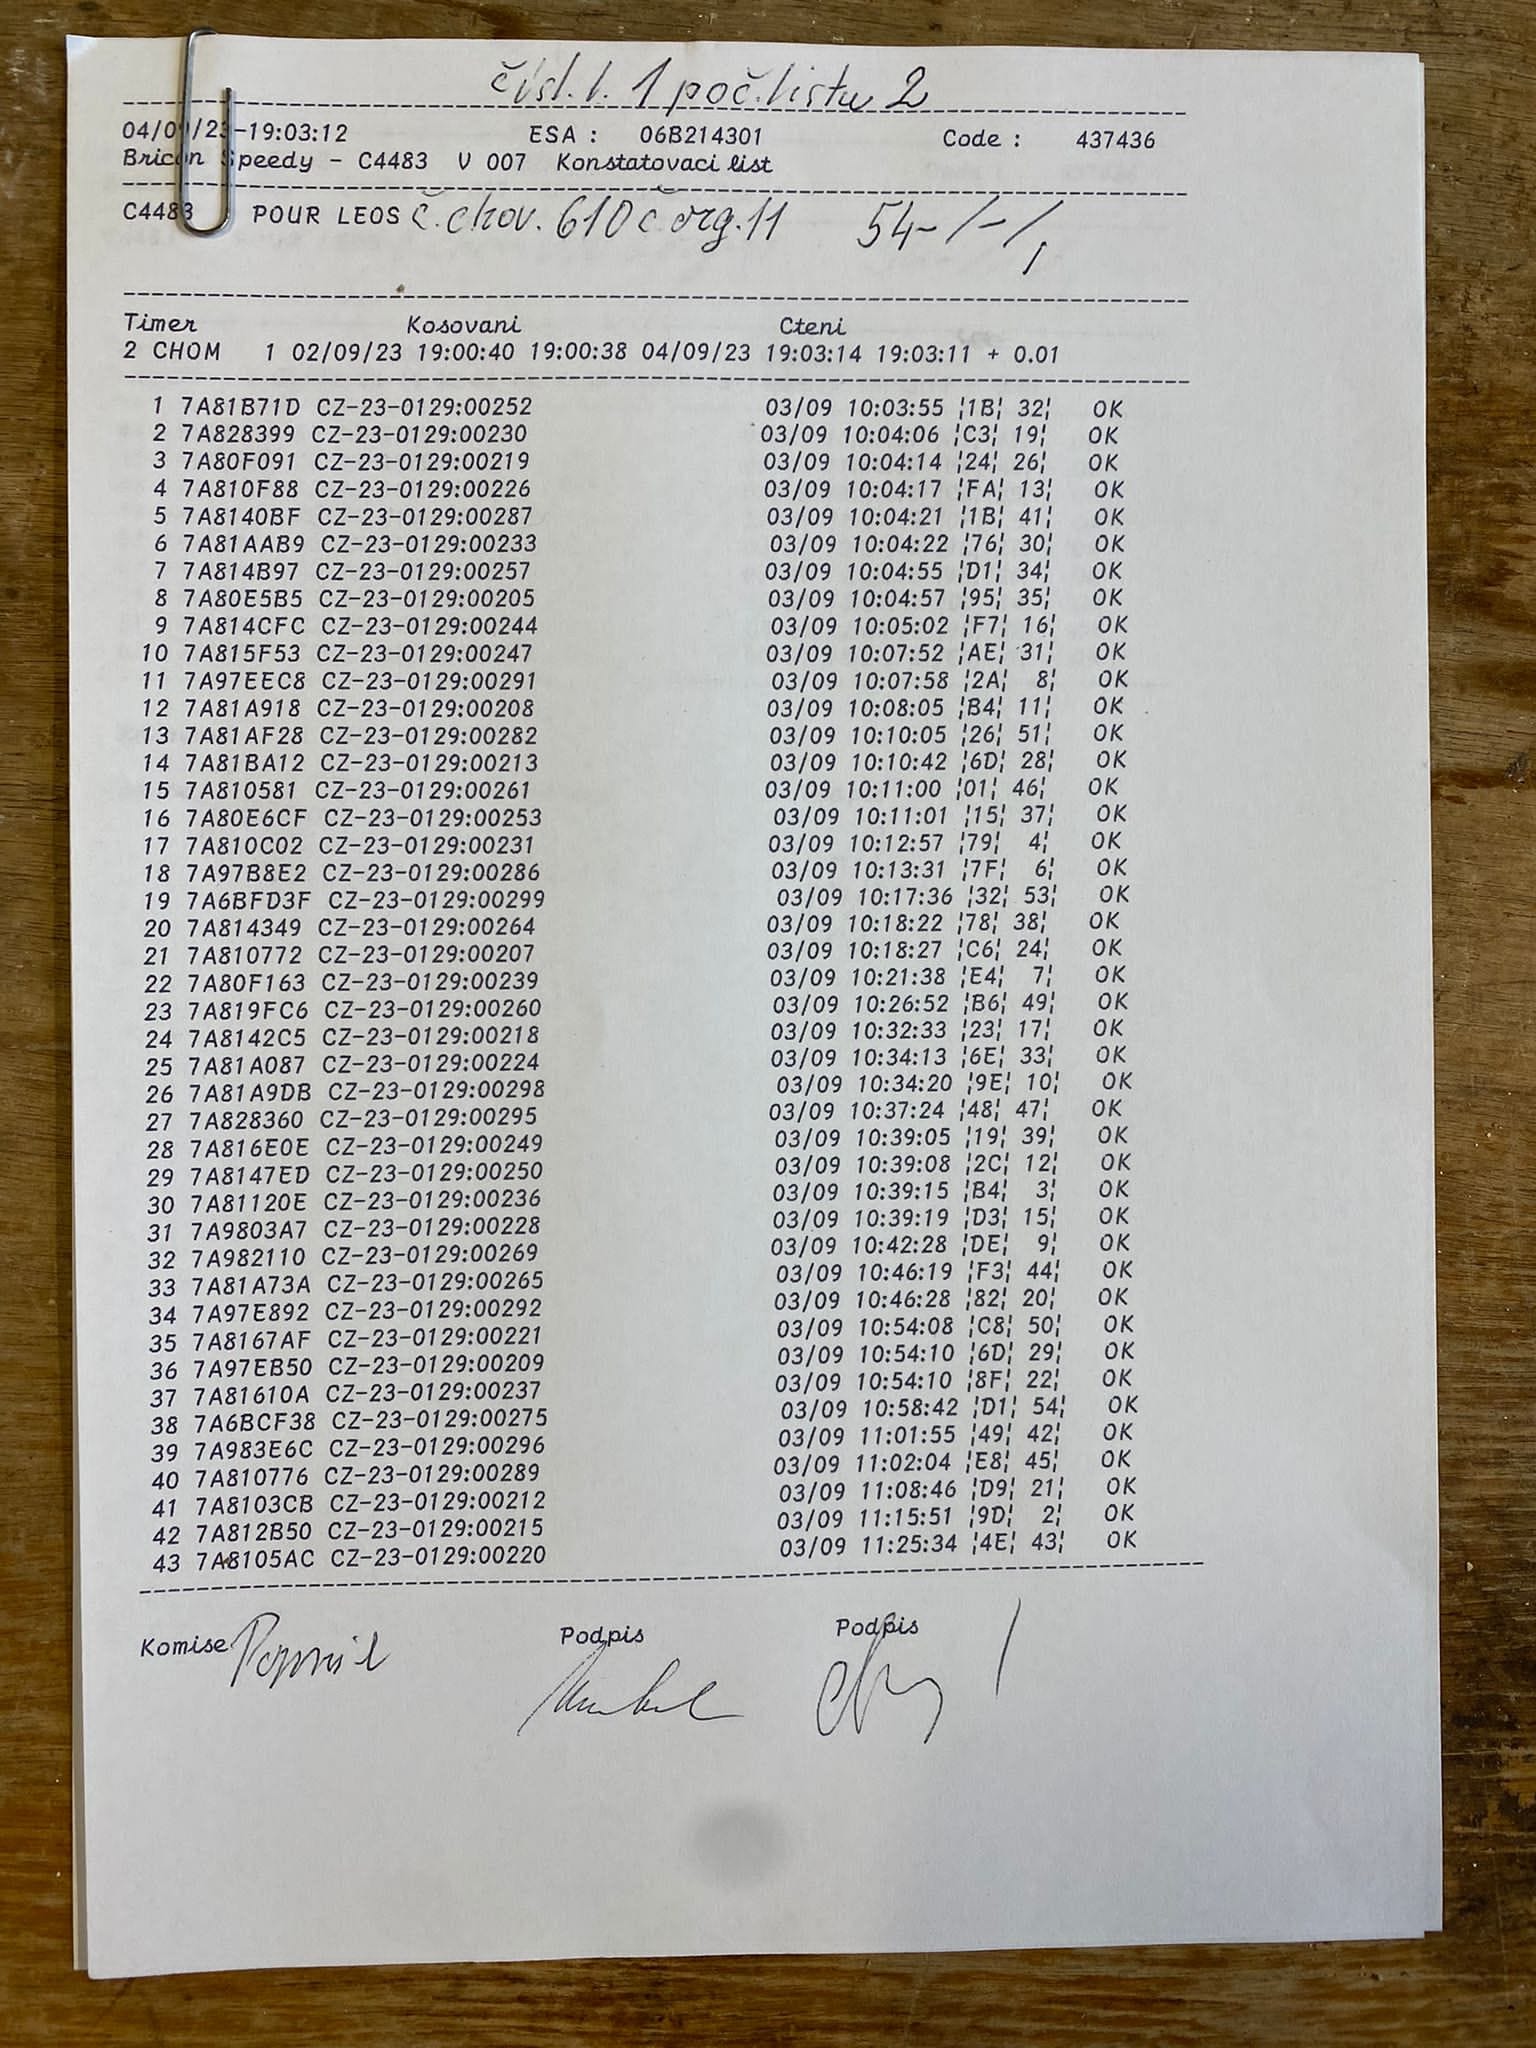 čísl. l. 1 poč. listu 2
04/09/23-19:03:12 ESA : 06B214301 Code : 437436
Bricon Speedy - C4483 V 007 Konstatovaci list
C4483 POUR LEOS č. chov. 610 č org. 11 54-/-/,
Timer Kosovani Cteni
2 CHOM 1 02/09/23 19:00:40 19:00:38 04/09/23 19:03:14 19:03:11 + 0.01
1 7A81B71D CZ-23-0129:00252 03/09 10:03:55 ¦1B¦ 32¦ OK
2 7A828399 CZ-23-0129:00230 03/09 10:04:06 ¦C3¦ 19¦ OK
3 7A80F091 CZ-23-0129:00219 03/09 10:04:14 ¦24¦ 26¦ OK
4 7A810F88 CZ-23-0129:00226 03/09 10:04:17 ¦FA¦ 13¦ OK
5 7A8140BF CZ-23-0129:00287 03/09 10:04:21 ¦1B¦ 41¦ OK
6 7A81AAB9 CZ-23-0129:00233 03/09 10:04:22 ¦76¦ 30¦ OK
7 7A814B97 CZ-23-0129:00257 03/09 10:04:55 ¦D1¦ 34¦ OK
8 7A80E5B5 CZ-23-0129:00205 03/09 10:04:57 ¦95¦ 35¦ OK
9 7A814CFC CZ-23-0129:00244 03/09 10:05:02 ¦F7¦ 16¦ OK
10 7A815F53 CZ-23-0129:00247 03/09 10:07:52 ¦AE¦ 31¦ OK
11 7A97EEC8 CZ-23-0129:00291 03/09 10:07:58 ¦2A¦ 8¦ OK
12 7A81A918 CZ-23-0129:00208 03/09 10:08:05 ¦B4¦ 11¦ OK
13 7A81AF28 CZ-23-0129:00282 03/09 10:10:05 ¦26¦ 51¦ OK
14 7A81BA12 CZ-23-0129:00213 03/09 10:10:42 ¦6D¦ 28¦ OK
15 7A810581 CZ-23-0129:00261 03/09 10:11:00 ¦01¦ 46¦ OK
16 7A80E6CF CZ-23-0129:00253 03/09 10:11:01 ¦15¦ 37¦ OK
17 7A810C02 CZ-23-0129:00231 03/09 10:12:57 ¦79¦ 4¦ OK
18 7A97B8E2 CZ-23-0129:00286 03/09 10:13:31 ¦7F¦ 6¦ OK
19 7A6BFD3F CZ-23-0129:00299 03/09 10:17:36 ¦32¦ 53¦ OK
20 7A814349 CZ-23-0129:00264 03/09 10:18:22 ¦78¦ 38¦ OK
21 7A810772 CZ-23-0129:00207 03/09 10:18:27 ¦C6¦ 24¦ OK
22 7A80F163 CZ-23-0129:00239 03/09 10:21:38 ¦E4¦ 7¦ OK
23 7A819FC6 CZ-23-0129:00260 03/09 10:26:52 ¦B6¦ 49¦ OK
24 7A8142C5 CZ-23-0129:00218 03/09 10:32:33 ¦23¦ 17¦ OK
25 7A81A087 CZ-23-0129:00224 03/09 10:34:13 ¦6E¦ 33¦ OK
26 7A81A9DB CZ-23-0129:00298 03/09 10:34:20 ¦9E¦ 10¦ OK
27 7A828360 CZ-23-0129:00295 03/09 10:37:24 ¦48¦ 47¦ OK
28 7A816E0E CZ-23-0129:00249 03/09 10:39:05 ¦19¦ 39¦ OK
29 7A8147ED CZ-23-0129:00250 03/09 10:39:08 ¦2C¦ 12¦ OK
30 7A81120E CZ-23-0129:00236 03/09 10:39:15 ¦B4¦ 3¦ OK
31 7A9803A7 CZ-23-0129:00228 03/09 10:39:19 ¦D3¦ 15¦ OK
32 7A982110 CZ-23-0129:00269 03/09 10:42:28 ¦DE¦ 9¦ OK
33 7A81A73A CZ-23-0129:00265 03/09 10:46:19 ¦F3¦ 44¦ OK
34 7A97E892 CZ-23-0129:00292 03/09 10:46:28 ¦82¦ 20¦ OK
35 7A8167AF CZ-23-0129:00221 03/09 10:54:08 ¦C8¦ 50¦ OK
36 7A97EB50 CZ-23-0129:00209 03/09 10:54:10 ¦6D¦ 29¦ OK
37 7A81610A CZ-23-0129:00237 03/09 10:54:10 ¦8F¦ 22¦ OK
38 7A6BCF38 CZ-23-0129:00275 03/09 10:58:42 ¦D1¦ 54¦ OK
39 7A983E6C CZ-23-0129:00296 03/09 11:01:55 ¦49¦ 42¦ OK
40 7A810776 CZ-23-0129:00289 03/09 11:02:04 ¦E8¦ 45¦ OK
41 7A8103CB CZ-23-0129:00212 03/09 11:08:46 ¦D9¦ 21¦ OK
42 7A812B50 CZ-23-0129:00215 03/09 11:15:51 ¦9D¦ 2¦ OK
43 7A8105AC CZ-23-0129:00220 03/09 11:25:34 ¦4E¦ 43¦ OK
Komise Podpis Podpis